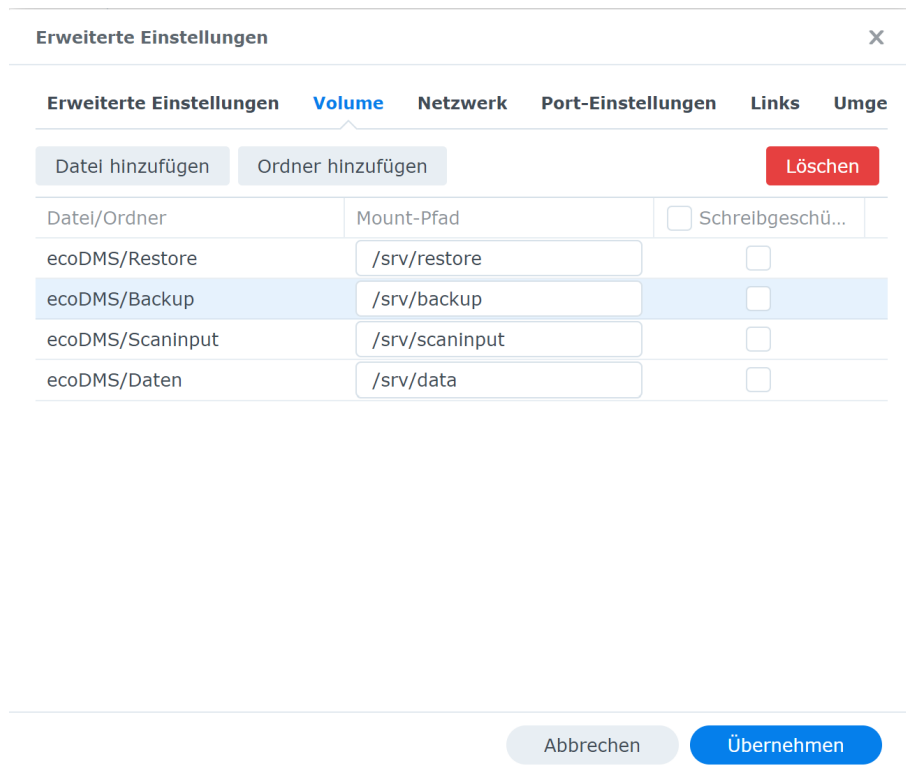 Erweiterte Einstellungen
Erweiterte Einstellungen Volume Netzwerk Port-Einstellungen Links Umge
Datei hinzufügen Ordner hinzufügen Löschen
Datei/Ordner Mount-Pfad Schreibgeschü...
ecoDMS/Restore /srv/restore
ecoDMS/Backup /srv/backup
ecoDMS/Scaninput /srv/scaninput
ecoDMS/Daten /srv/data
Abbrechen Übernehmen